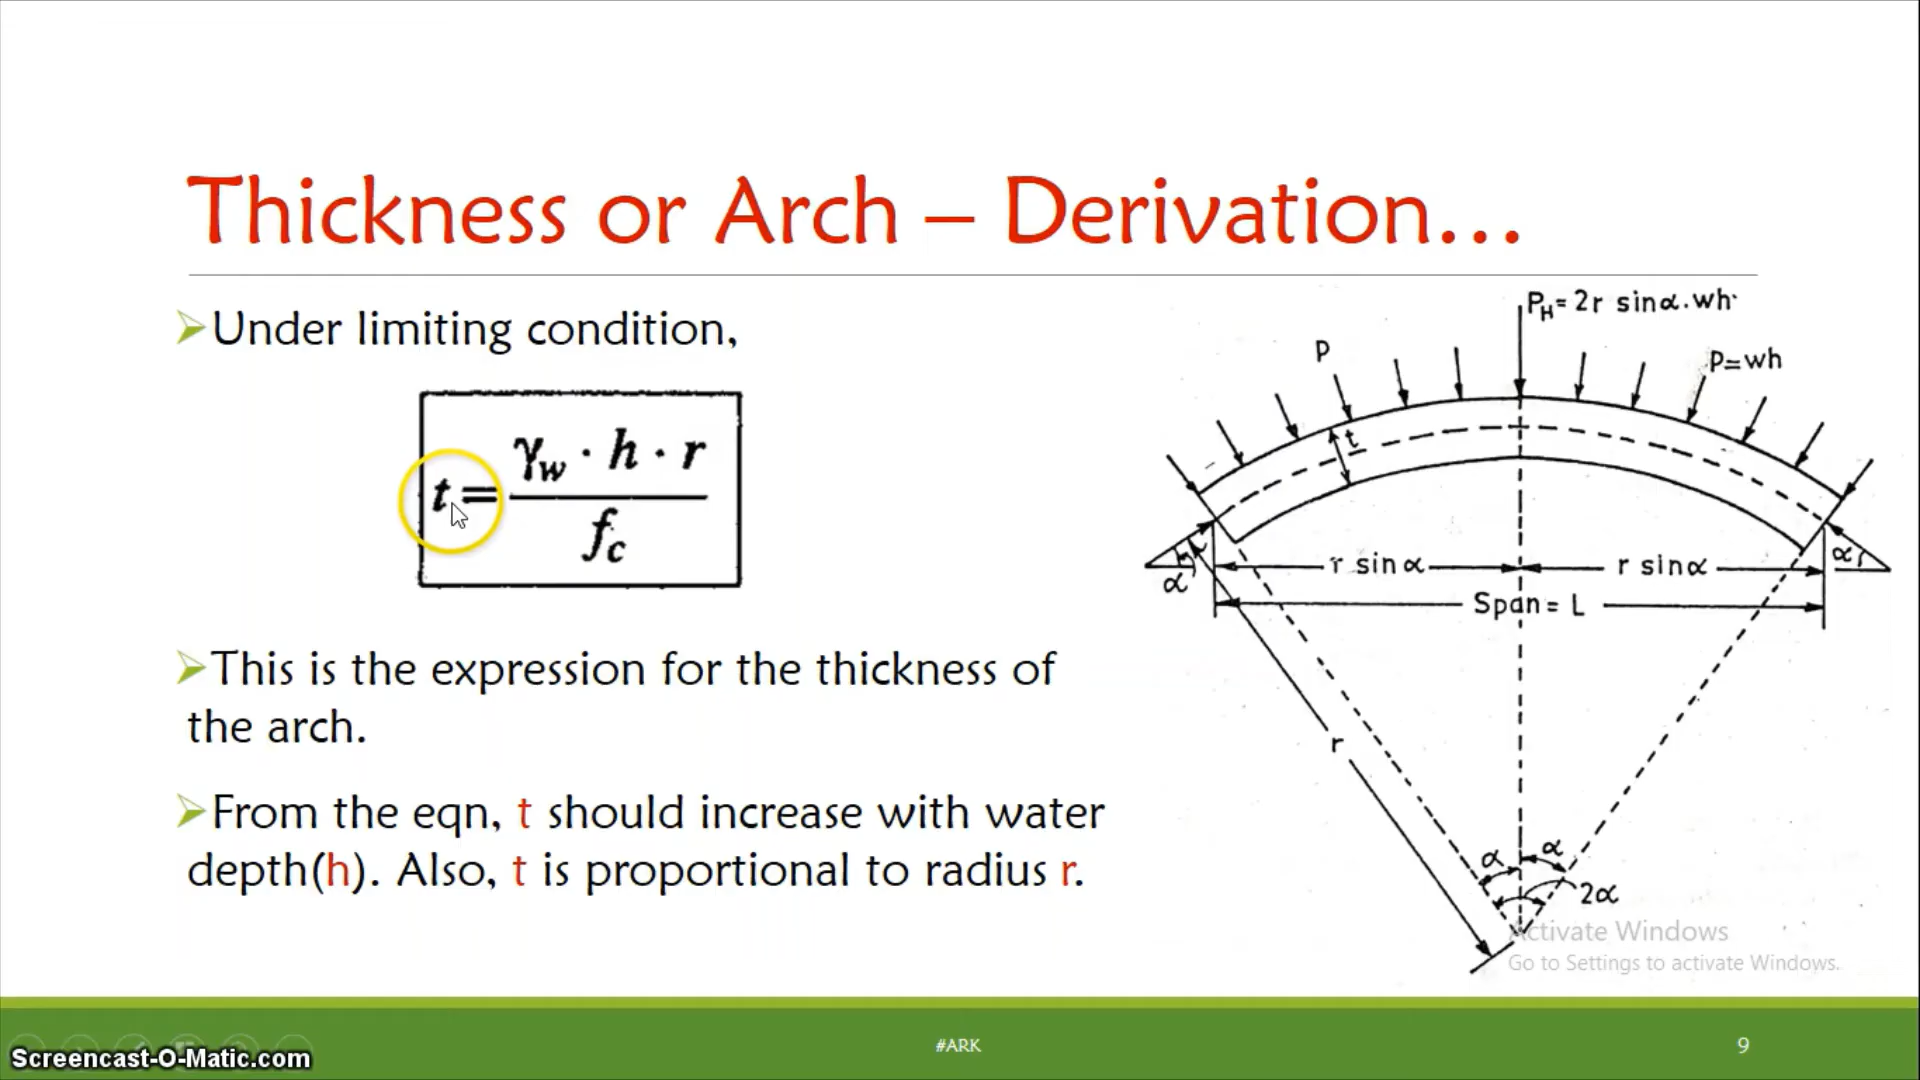 Thickness or Arch – Derivation...
Under limiting condition,
t = γw · h · r / fc
This is the expression for the thickness of
the arch.
From the eqn, t should increase with water
depth(h). Also, t is proportional to radius r.
PH = 2r sinα.wh
P
P=wh
t
α
r sinα
r sinα
α
Span = L
r
α
α
2α
Activate Windows
Go to Settings to activate Windows.
Screencast-O-Matic.com
#ARK
9